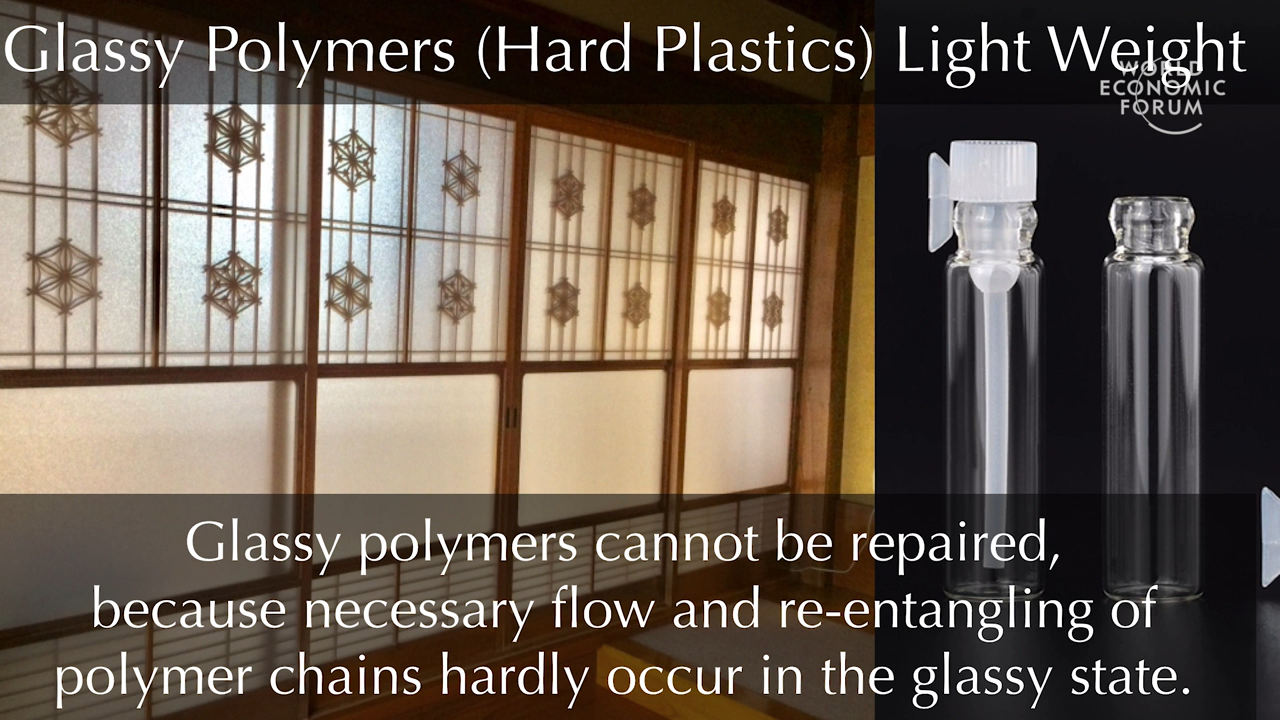 Glassy Polymers (Hard Plastics) Light Weight
WORLD
ECONOMIC
FORUM
Glassy polymers cannot be repaired,
because necessary flow and re-entangling of
polymer chains hardly occur in the glassy state.